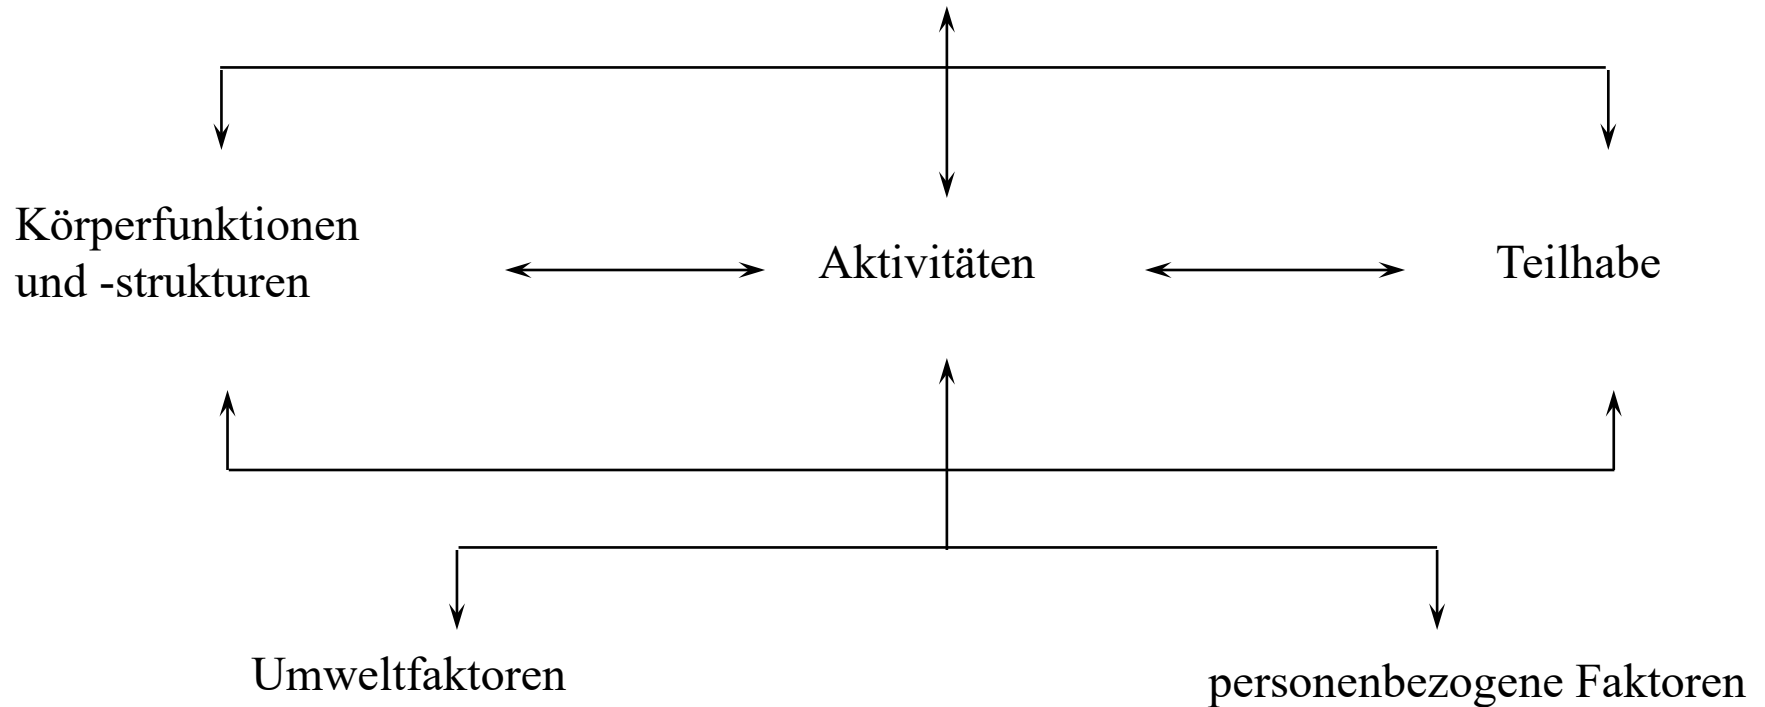 Körperfunktionen
und -strukturen
Aktivitäten
Teilhabe
Umweltfaktoren
personenbezogene Faktoren